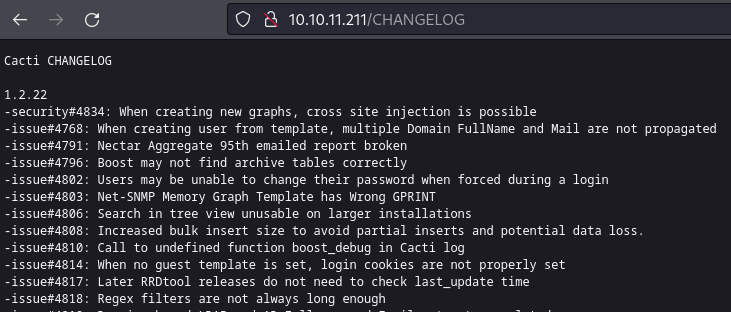 10.10.11.211/CHANGELOG
Cacti CHANGELOG
1.2.22
-security#4834: When creating new graphs, cross site injection is possible
-issue#4768: When creating user from template, multiple Domain FullName and Mail are not propagated
-issue#4791: Nectar Aggregate 95th emailed report broken
-issue#4796: Boost may not find archive tables correctly
-issue#4802: Users may be unable to change their password when forced during a login
-issue#4803: Net-SNMP Memory Graph Template has Wrong GPRINT
-issue#4806: Search in tree view unusable on larger installations
-issue#4808: Increased bulk insert size to avoid partial inserts and potential data loss.
-issue#4810: Call to undefined function boost_debug in Cacti log
-issue#4814: When no guest template is set, login cookies are not properly set
-issue#4817: Later RRDtool releases do not need to check last_update time
-issue#4818: Regex filters are not always long enough